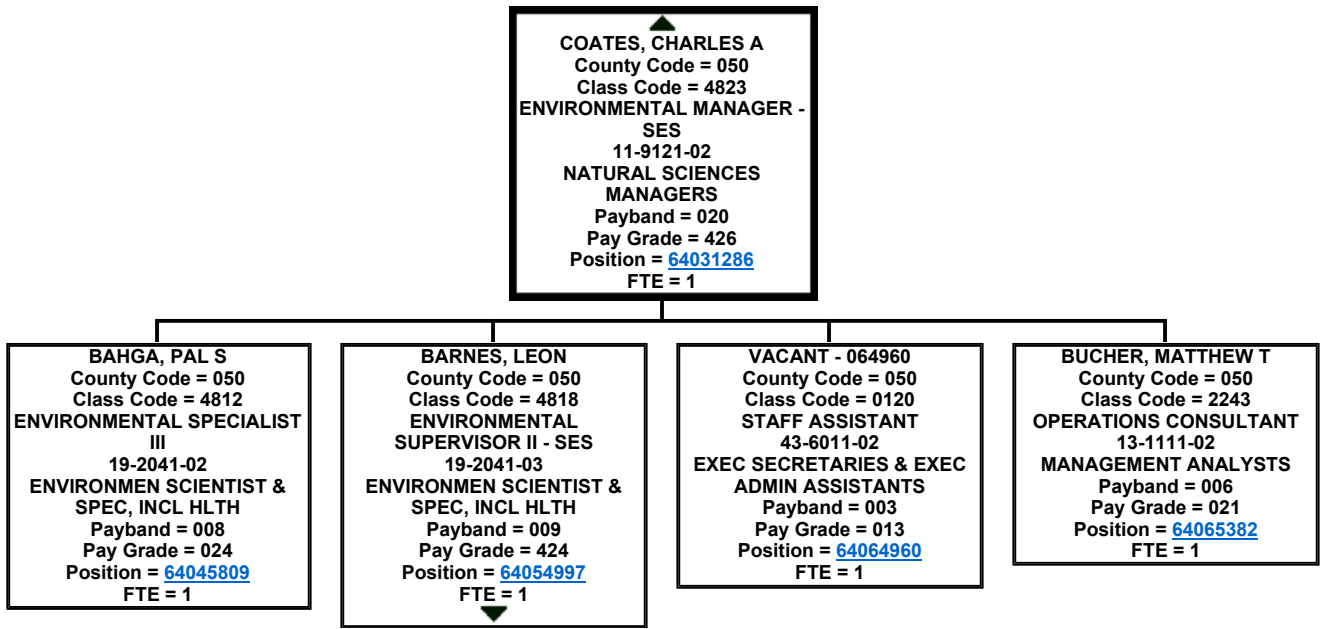 COATES, CHARLES A
County Code = 050
Class Code = 4823
ENVIRONMENTAL MANAGER -
SES
11-9121-02
NATURAL SCIENCES
MANAGERS
Payband = 020
Pay Grade = 426
Position = 64031286
FTE = 1
BAHGA, PAL S
County Code = 050
Class Code = 4812
ENVIRONMENTAL SPECIALIST
III
19-2041-02
ENVIRONMEN SCIENTIST &
SPEC, INCL HLTH
Payband = 008
Pay Grade = 024
Position = 64045809
FTE = 1
BARNES, LEON
County Code = 050
Class Code = 4818
ENVIRONMENTAL
SUPERVISOR II - SES
19-2041-03
ENVIRONMEN SCIENTIST &
SPEC, INCL HLTH
Payband = 009
Pay Grade = 424
Position = 64054997
FTE = 1
VACANT - 064960
County Code = 050
Class Code = 0120
STAFF ASSISTANT
43-6011-02
EXEC SECRETARIES & EXEC
ADMIN ASSISTANTS
Payband = 003
Pay Grade = 013
Position = 64064960
FTE = 1
BUCHER, MATTHEW T
County Code = 050
Class Code = 2243
OPERATIONS CONSULTANT
13-1111-02
MANAGEMENT ANALYSTS
Payband = 006
Pay Grade = 021
Position = 64065382
FTE = 1